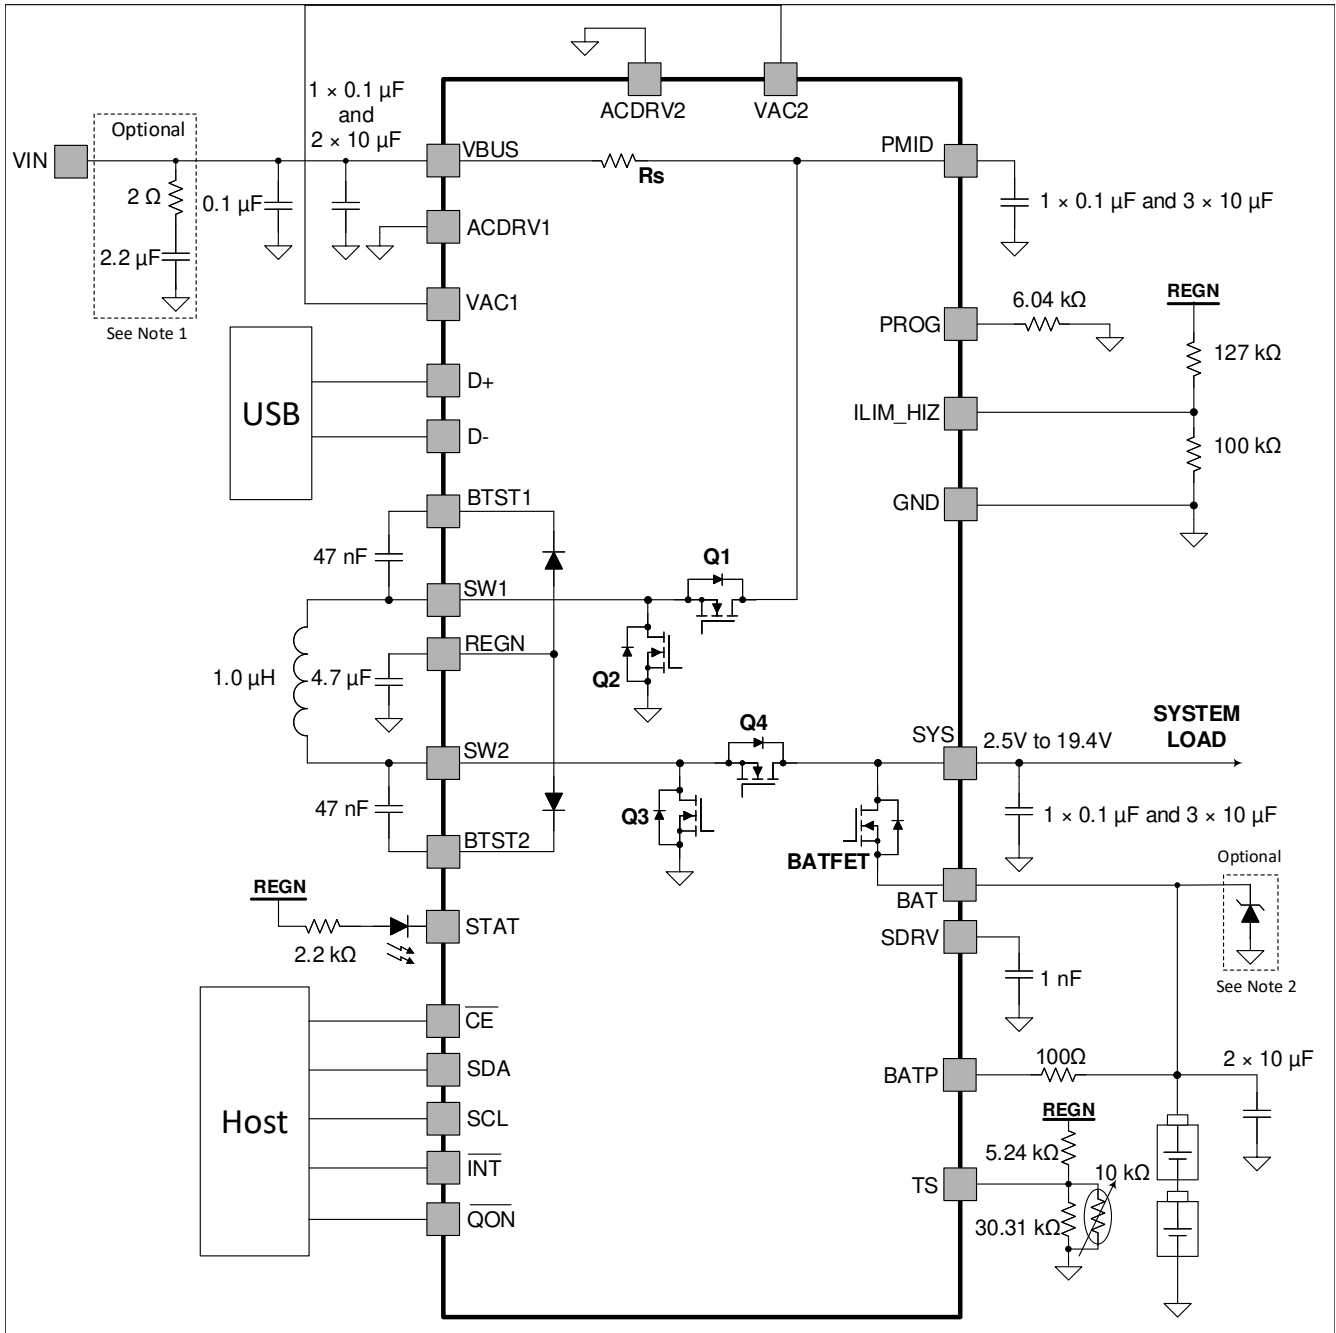 ACDRV2
VAC2
1 × 0.1 µF
and
2 × 10 µF
Optional
VIN
2 Ω
2.2 µF
See Note 1
0.1 µF
VBUS
Rs
PMID
1 × 0.1 µF and 3 × 10 µF
ACDRV1
VAC1
PROG
6.04 kΩ
REGN
127 kΩ
ILIM_HIZ
100 kΩ
GND
USB
D+
D-
BTST1
47 nF
SW1
Q1
REGN
1.0 µH
4.7 µF
Q2
SW2
Q4
SYS
2.5V to 19.4V
SYSTEM
LOAD
47 nF
Q3
1 × 0.1 µF and 3 × 10 µF
BTST2
BATFET
BAT
Optional
See Note 2
REGN
2.2 kΩ
STAT
SDRV
1 nF
Host
CE
SDA
SCL
INT
QON
BATP
100Ω
2 × 10 µF
REGN
5.24 kΩ
TS
10 kΩ
30.31 kΩ